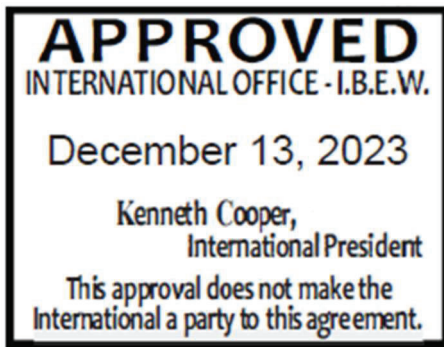 APPROVED
INTERNATIONAL OFFICE - I.B.E.W.
December 13, 2023
Kenneth Cooper,
International President
This approval does not make the
International a party to this agreement.